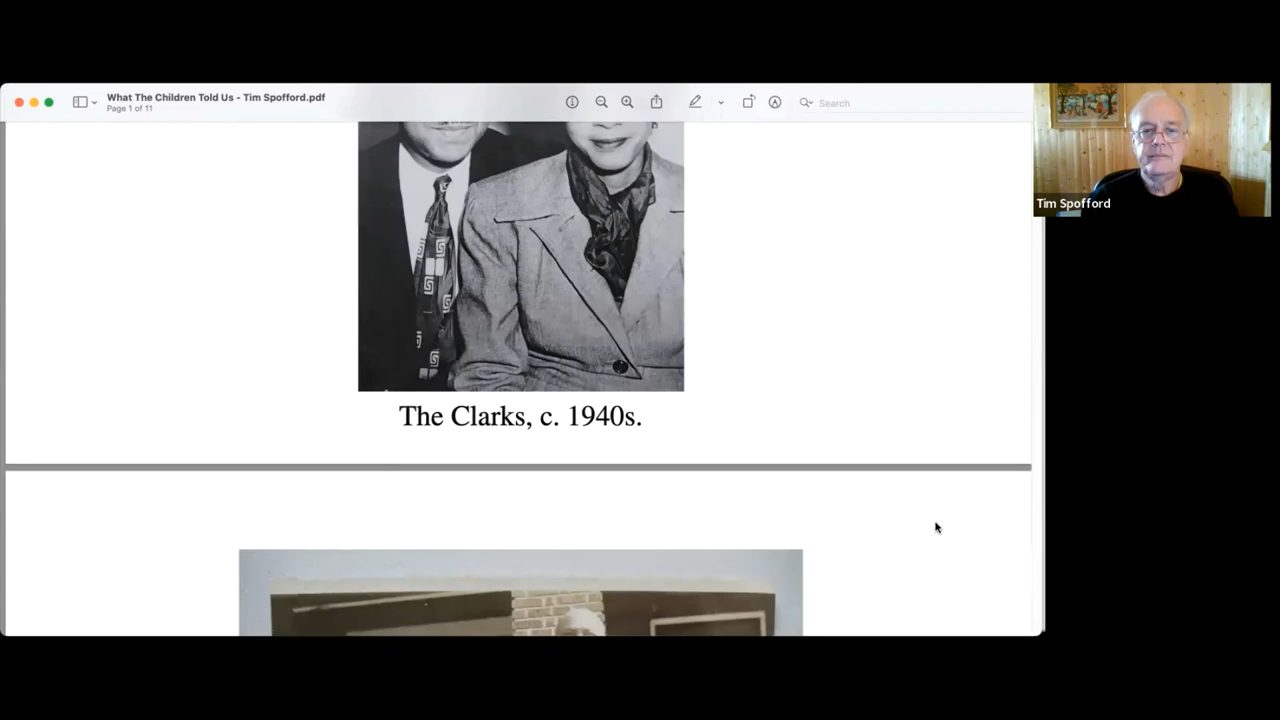 What The Children Told Us - Tim Spofford.pdf
Page 1 of 11
Search
Tim Spofford
The Clarks, c. 1940s.